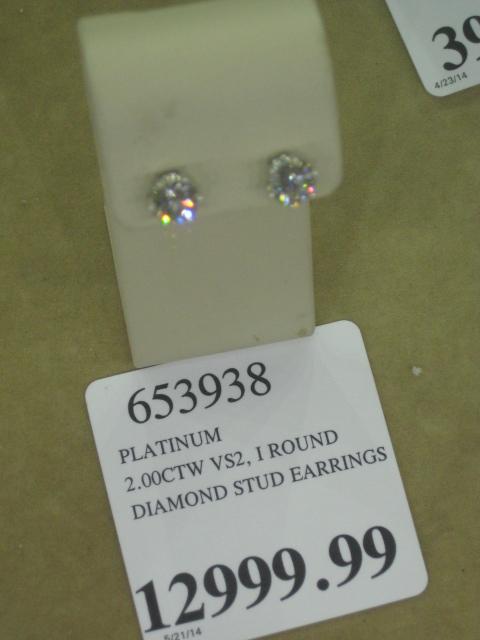 39
4/23/14
653938
PLATINUM
2.00CTW VS2, I ROUND
DIAMOND STUD EARRINGS
12999.99
5/21/14